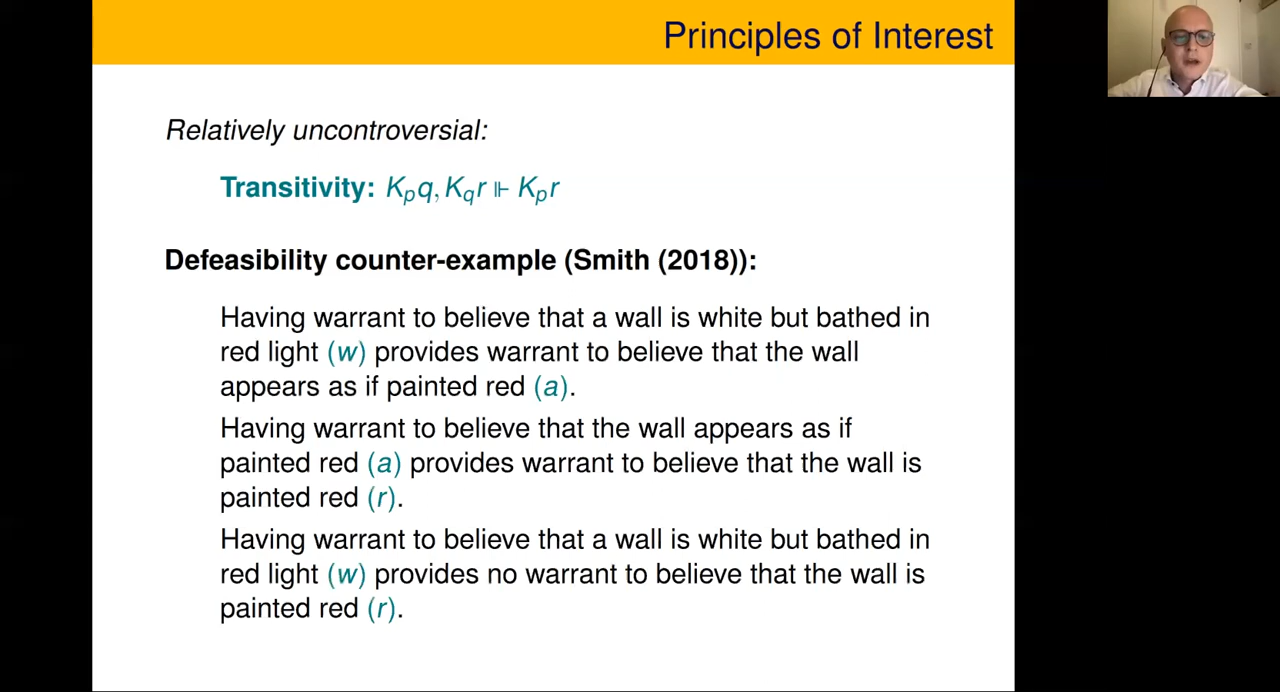 Principles of Interest
Relatively uncontroversial:
Transitivity: Kₚq, K_qr ⊩ Kₚr
Defeasibility counter-example (Smith (2018)):
Having warrant to believe that a wall is white but bathed in
red light (w) provides warrant to believe that the wall
appears as if painted red (a).
Having warrant to believe that the wall appears as if
painted red (a) provides warrant to believe that the wall is
painted red (r).
Having warrant to believe that a wall is white but bathed in
red light (w) provides no warrant to believe that the wall is
painted red (r).